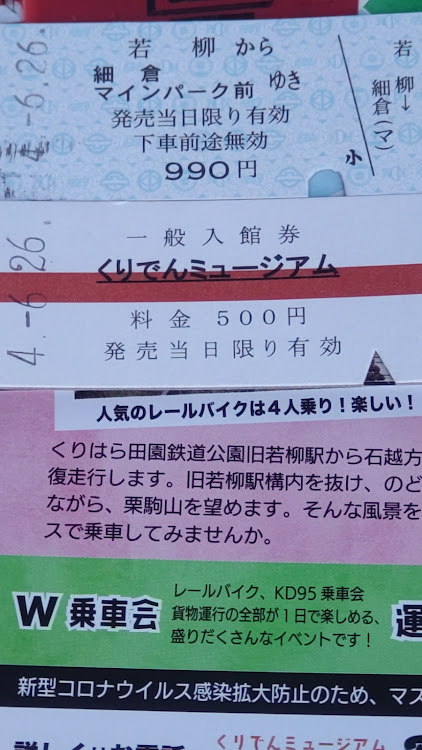 若柳から
細倉
マインパーク前 ゆき
発売当日限り有効
下車前途無効
990円
小
若柳→細倉(マ)
4.-6.26.
一般入館券
くりでんミュージアム
料金 500円
発売当日限り有効
4.-6.26.
人気のレールバイクは4人乗り!楽しい!
くりはら田園鉄道公園旧若柳駅から石越方
復走行します。旧若柳駅構内を抜け、のど
ながら、栗駒山を望めます。そんな風景を
スで乗車してみませんか。
W乗車会
レールバイク、KD95乗車会
貨物運行の全部が1日で楽しめる、
盛りだくさんなイベントです!
運
新型コロナウイルス感染拡大防止のため、マス
くりでんミュージアム